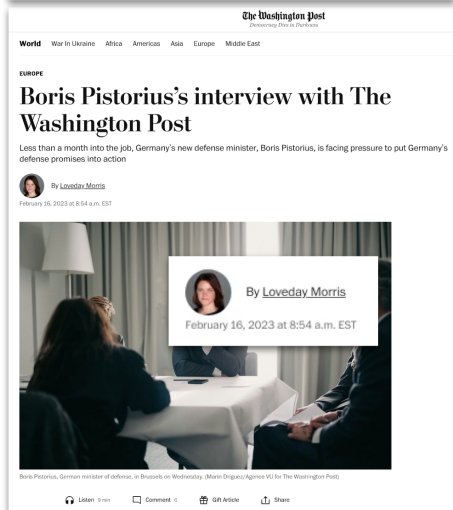 The Washington Post
Democracy Dies in Darkness
World War in Ukraine Africa Americas Asia Europe Middle East
EUROPE
Boris Pistorius's interview with The
Washington Post
Less than a month into the job, Germany's new defense minister, Boris Pistorius, is facing pressure to put Germany's
defense promises into action
By Loveday Morris
February 16, 2023 at 8:54 a.m. EST
By Loveday Morris
February 16, 2023 at 8:54 a.m. EST
Boris Pistorius, German minister of defense, in Brussels on Wednesday. (Marin Driguez/Agence VU for The Washington Post)
Listen 8 min Comment 6 Gift Article Share